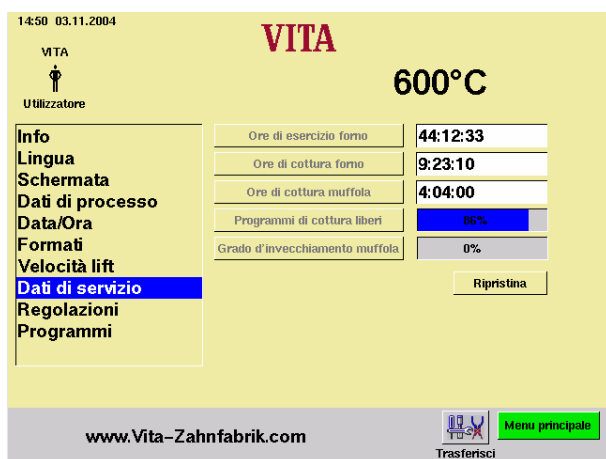 14:50 03.11.2004
VITA
VITA
600°C
Utilizzatore
Info
Lingua
Schermata
Dati di processo
Data/Ora
Formati
Velocità lift
Dati di servizio
Regolazioni
Programmi
Ore di esercizio forno 44:12:33
Ore di cottura forno 9:23:10
Ore di cottura muffola 4:04:00
Programmi di cottura liberi 86%
Grado d'invecchiamento muffola 0%
Ripristina
www.Vita-Zahnfabrik.com
Trasferisci
Menu principale